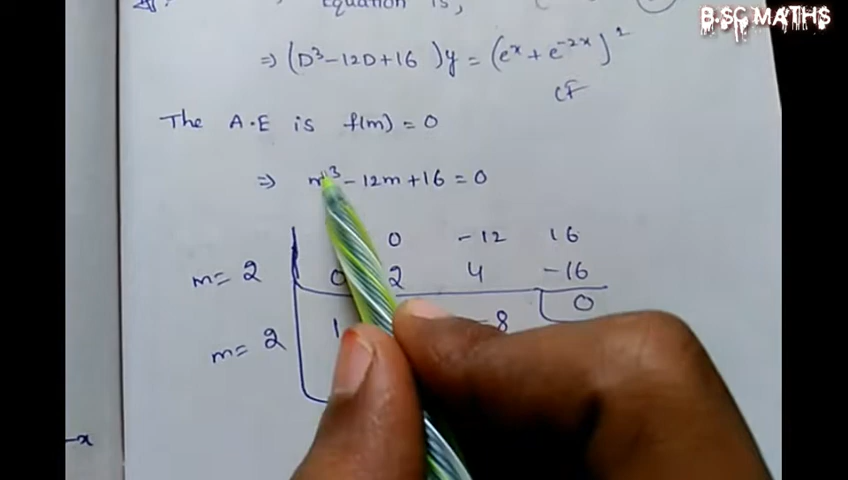 B.SC MATHS
Equation is,
⇒ (D³-12D+16)y = (eˣ+e⁻²ˣ)²
CF
The A.E is f(m) = 0
⇒ m³-12m+16=0
0 -12 16
m=2 0 2 4 -16
0
m=2 1 -8
-x